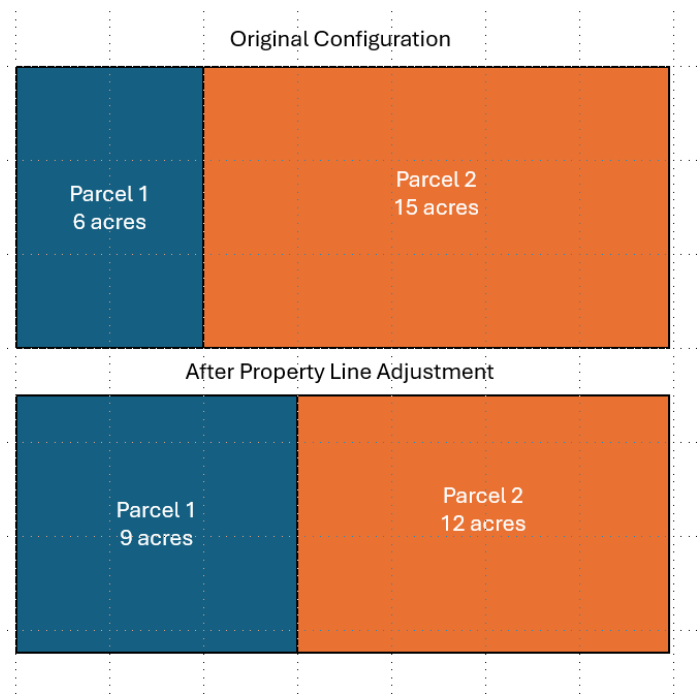 Original Configuration
Parcel 1
6 acres
Parcel 2
15 acres
After Property Line Adjustment
Parcel 1
9 acres
Parcel 2
12 acres